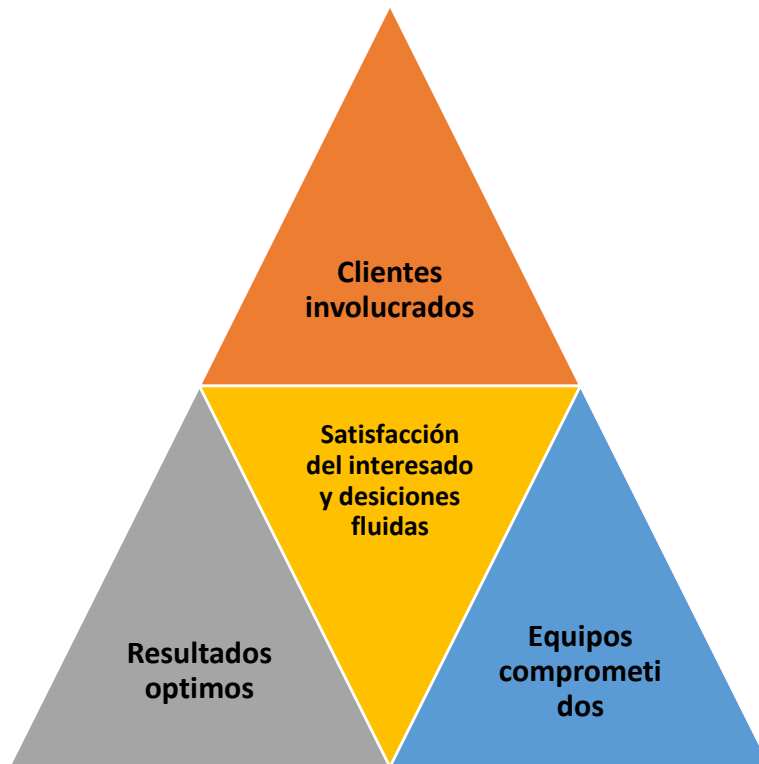 Clientes
involucrados
Satisfacción
del interesado
y desiciones
fluidas
Resultados
optimos
Equipos
comprometi
dos